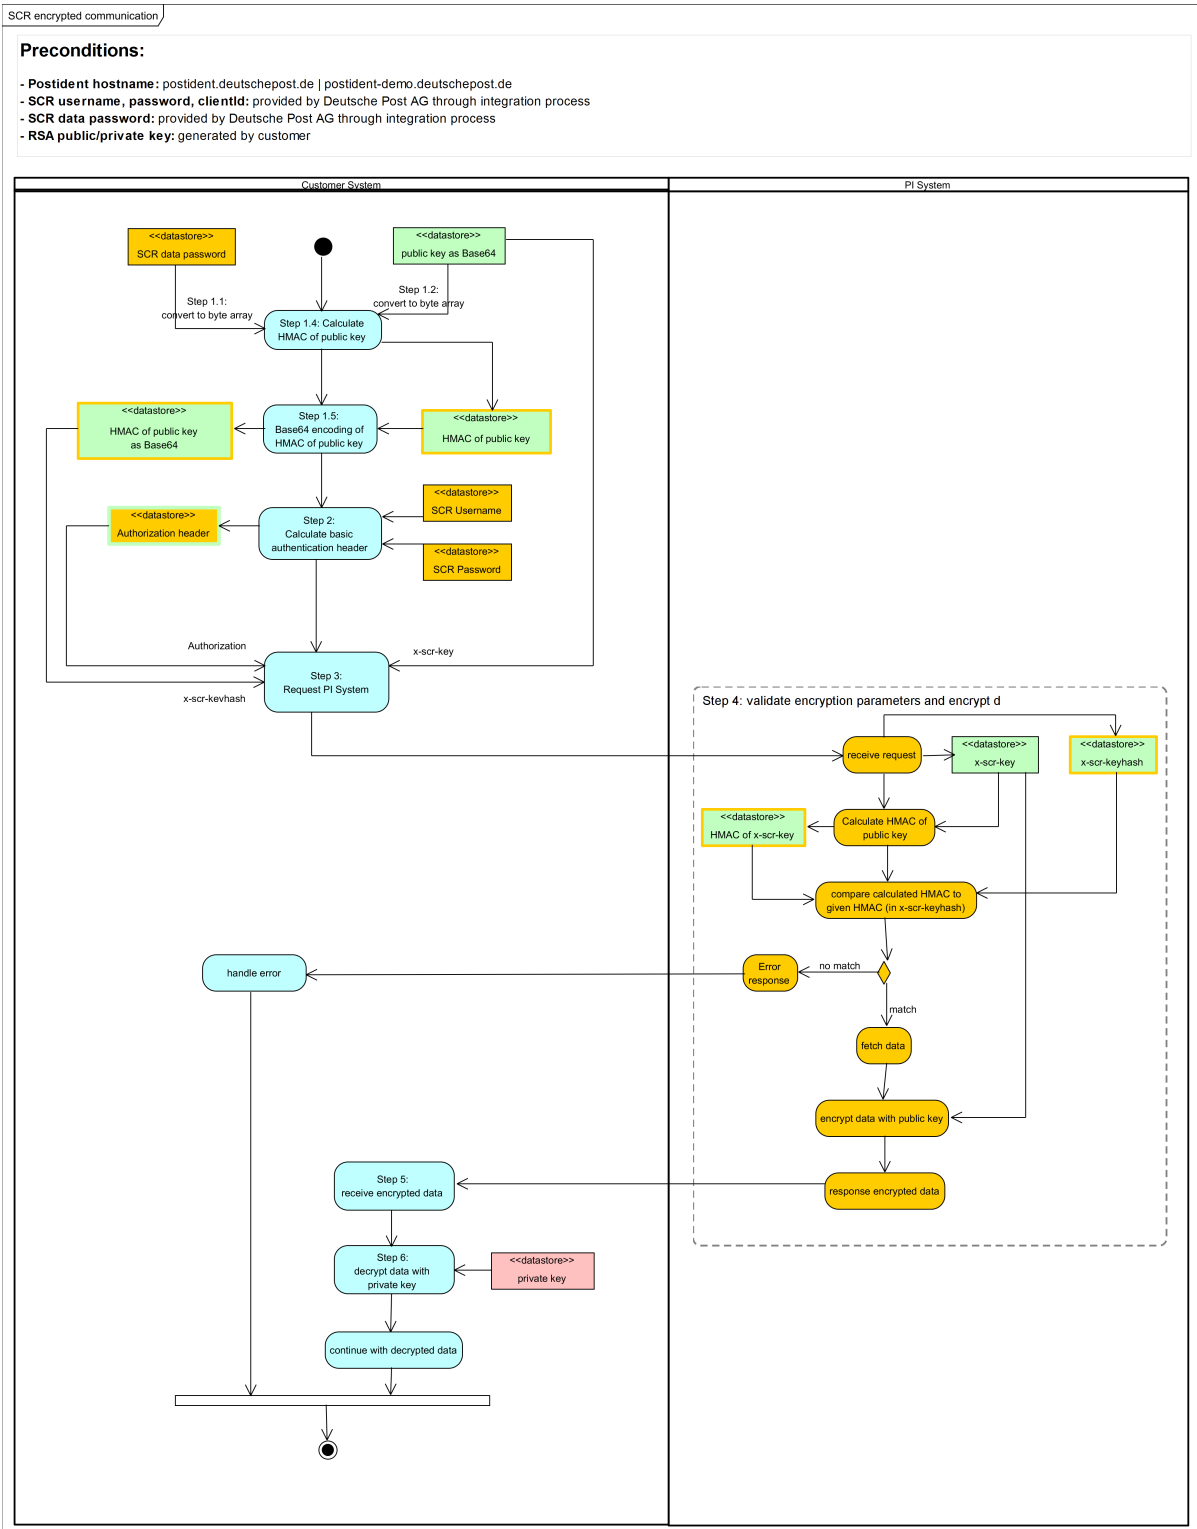 SCR encrypted communication
Preconditions:
- Postident hostname: postident.deutschepost.de | postident-demo.deutschepost.de
- SCR username, password, clientId: provided by Deutsche Post AG through integration process
- SCR data password: provided by Deutsche Post AG through integration process
- RSA public/private key: generated by customer
Customer System
PI System
<<datastore>>
SCR data password
<<datastore>>
public key as Base64
Step 1.1:
convert to byte array
Step 1.2:
convert to byte array
Step 1.4: Calculate
HMAC of public key
<<datastore>>
HMAC of public key
as Base64
Step 1.5:
Base64 encoding of
HMAC of public key
<<datastore>>
HMAC of public key
<<datastore>>
Authorization header
Step 2:
Calculate basic
authentication header
<<datastore>>
SCR Username
<<datastore>>
SCR Password
Authorization
x-scr-key
Step 3:
Request PI System
x-scr-keyhash
Step 4: validate encryption parameters and encrypt d
receive request
<<datastore>>
x-scr-key
<<datastore>>
x-scr-keyhash
<<datastore>>
HMAC of x-scr-key
Calculate HMAC of
public key
compare calculated HMAC to
given HMAC (in x-scr-keyhash)
handle error
Error
response
no match
match
fetch data
encrypt data with public key
response encrypted data
Step 5:
receive encrypted data
Step 6:
decrypt data with
private key
<<datastore>>
private key
continue with decrypted data